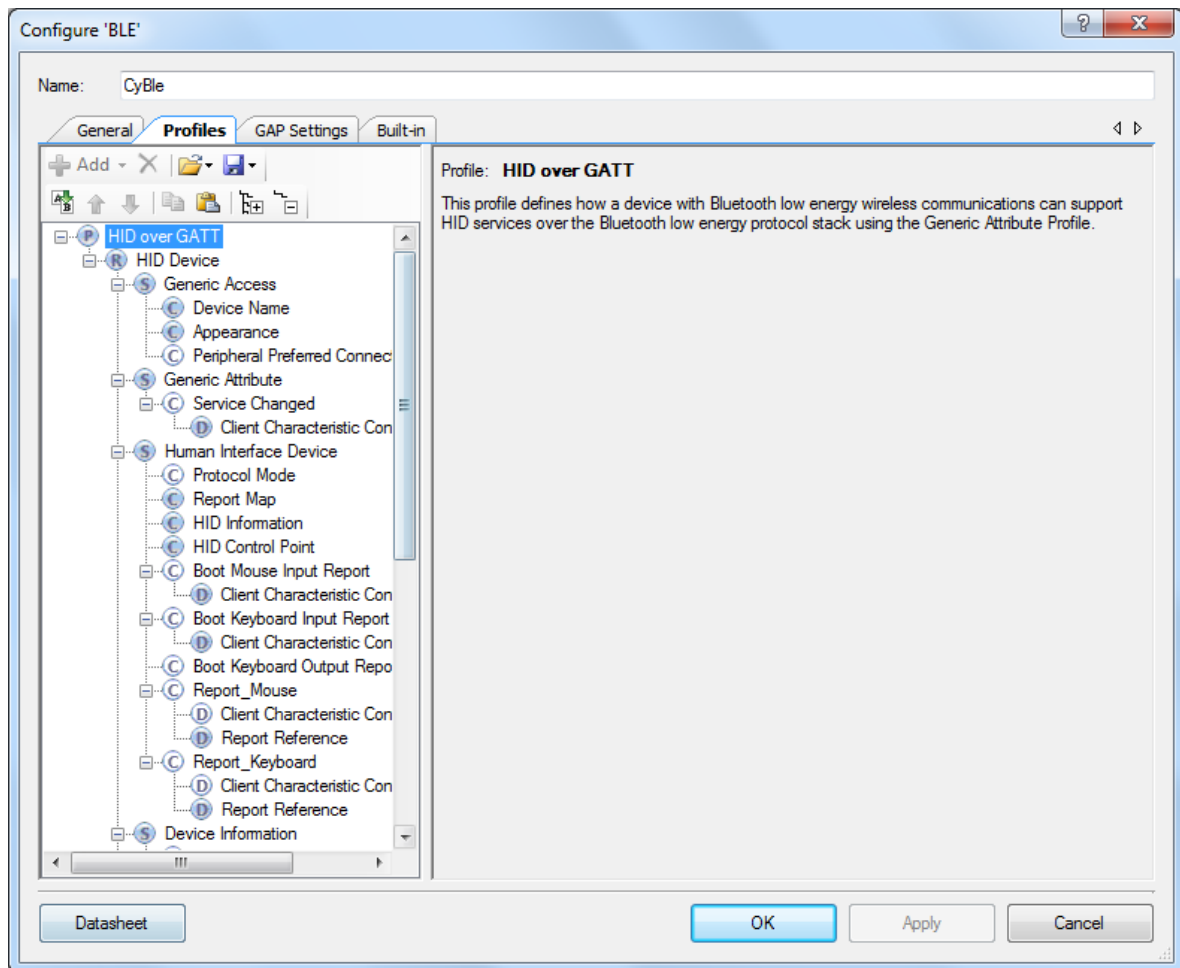 Configure 'BLE'
Name: CyBle
General Profiles GAP Settings Built-in
Add
Profile: HID over GATT
This profile defines how a device with Bluetooth low energy wireless communications can support
HID services over the Bluetooth low energy protocol stack using the Generic Attribute Profile.
P HID over GATT
R HID Device
S Generic Access
C Device Name
C Appearance
C Peripheral Preferred Connect
S Generic Attribute
C Service Changed
D Client Characteristic Con
S Human Interface Device
C Protocol Mode
C Report Map
C HID Information
C HID Control Point
C Boot Mouse Input Report
D Client Characteristic Con
C Boot Keyboard Input Report
D Client Characteristic Con
C Boot Keyboard Output Repo
C Report_Mouse
D Client Characteristic Con
D Report Reference
C Report_Keyboard
D Client Characteristic Con
D Report Reference
S Device Information
Datasheet OK Apply Cancel